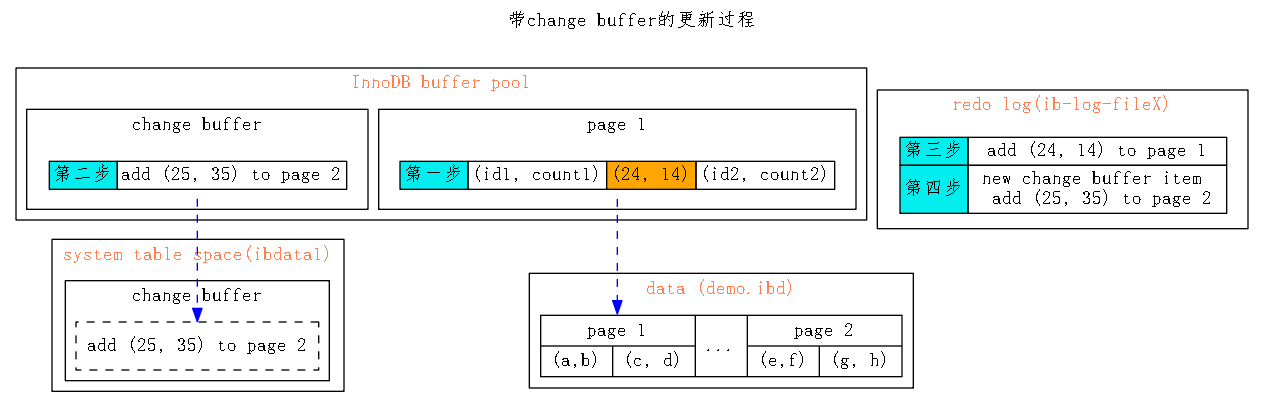 带change buffer的更新过程
InnoDB buffer pool
change buffer
第二步 add (25, 35) to page 2
page 1
第一步 (id1, count1) (24, 14) (id2, count2)
redo log(ib-log-fileX)
第三步 add (24, 14) to page 1
第四步 new change buffer item
add (25, 35) to page 2
system table space(ibdata1)
change buffer
add (25, 35) to page 2
data (demo.ibd)
page 1 ... page 2
(a,b) (c, d) (e,f) (g, h)